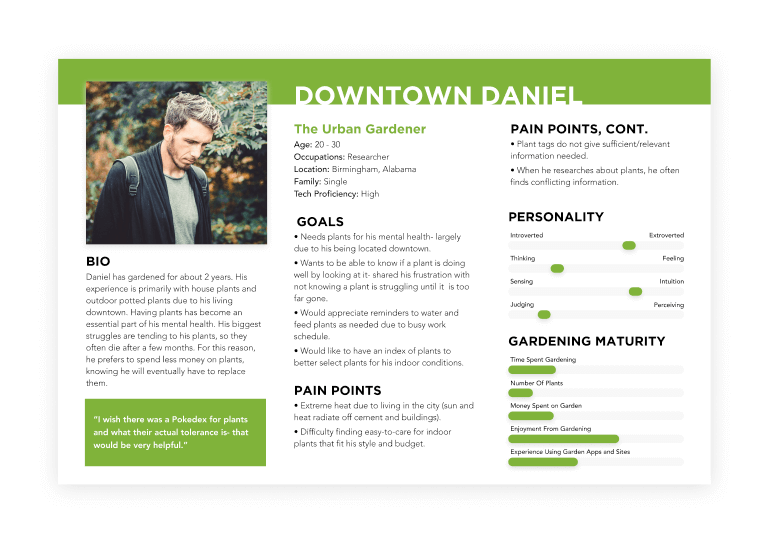 DOWNTOWN DANIEL
BIO
Daniel has gardened for about 2 years. His
experience is primarily with house plants and
outdoor potted plants due to his living
downtown. Having plants has become an
essential part of his mental health. His biggest
struggles are tending to his plants, so they
often die after a few months. For this reason,
he prefers to spend less money on plants,
knowing he will eventually have to replace
them.
"I wish there was a Pokedex for plants
and what their actual tolerance is- that
would be very helpful."
The Urban Gardener
Age: 20 - 30
Occupations: Researcher
Location: Birmingham, Alabama
Family: Single
Tech Proficiency: High
GOALS
• Needs plants for his mental health- largely
due to his being located downtown.
• Wants to be able to know if a plant is doing
well by looking at it- shared his frustration with
not knowing a plant is struggling until it is too
far gone.
• Would appreciate reminders to water and
feed plants as needed due to busy work
schedule.
• Would like to have an index of plants to
better select plants for his indoor conditions.
PAIN POINTS
• Extreme heat due to living in the city (sun and
heat radiate off cement and buildings).
• Difficulty finding easy-to-care for indoor
plants that fit his style and budget.
PAIN POINTS, CONT.
• Plant tags do not give sufficient/relevant
information needed.
• When he researches about plants, he often
finds conflicting information.
PERSONALITY
Introverted Extroverted
Thinking Feeling
Sensing Intuition
Judging Perceiving
GARDENING MATURITY
Time Spent Gardening
Number Of Plants
Money Spent on Garden
Enjoyment From Gardening
Experience Using Garden Apps and Sites